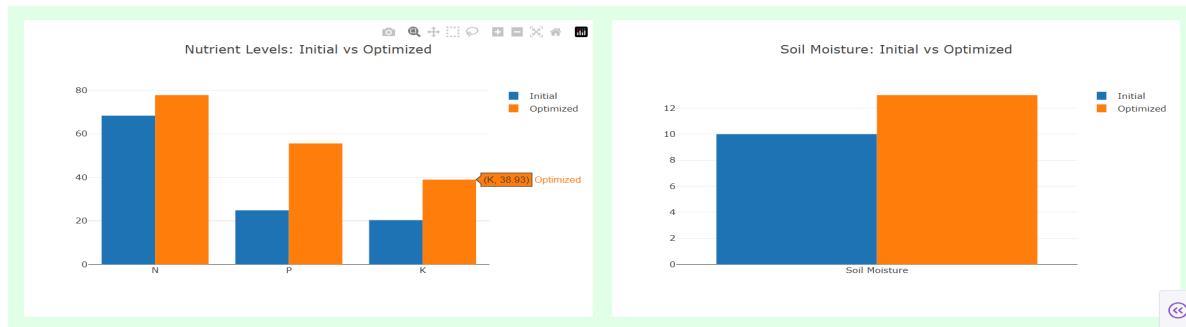 Nutrient Levels: Initial vs Optimized
80
60
40
20
0
N
P
K
Initial
Optimized
(K, 38.93) Optimized
Soil Moisture: Initial vs Optimized
12
10
8
6
4
2
0
Soil Moisture
Initial
Optimized